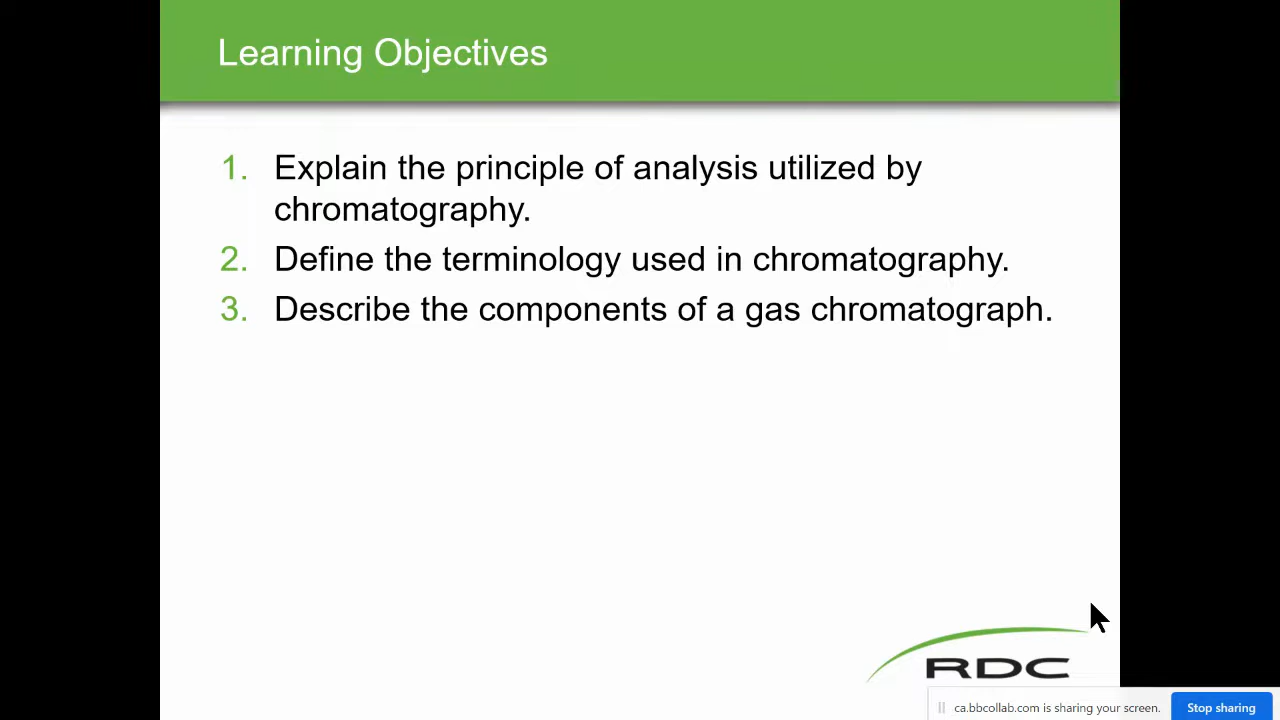 Learning Objectives
1. Explain the principle of analysis utilized by
chromatography.
2. Define the terminology used in chromatography.
3. Describe the components of a gas chromatograph.
RDC
ca.bbcollab.com is sharing your screen.
Stop sharing